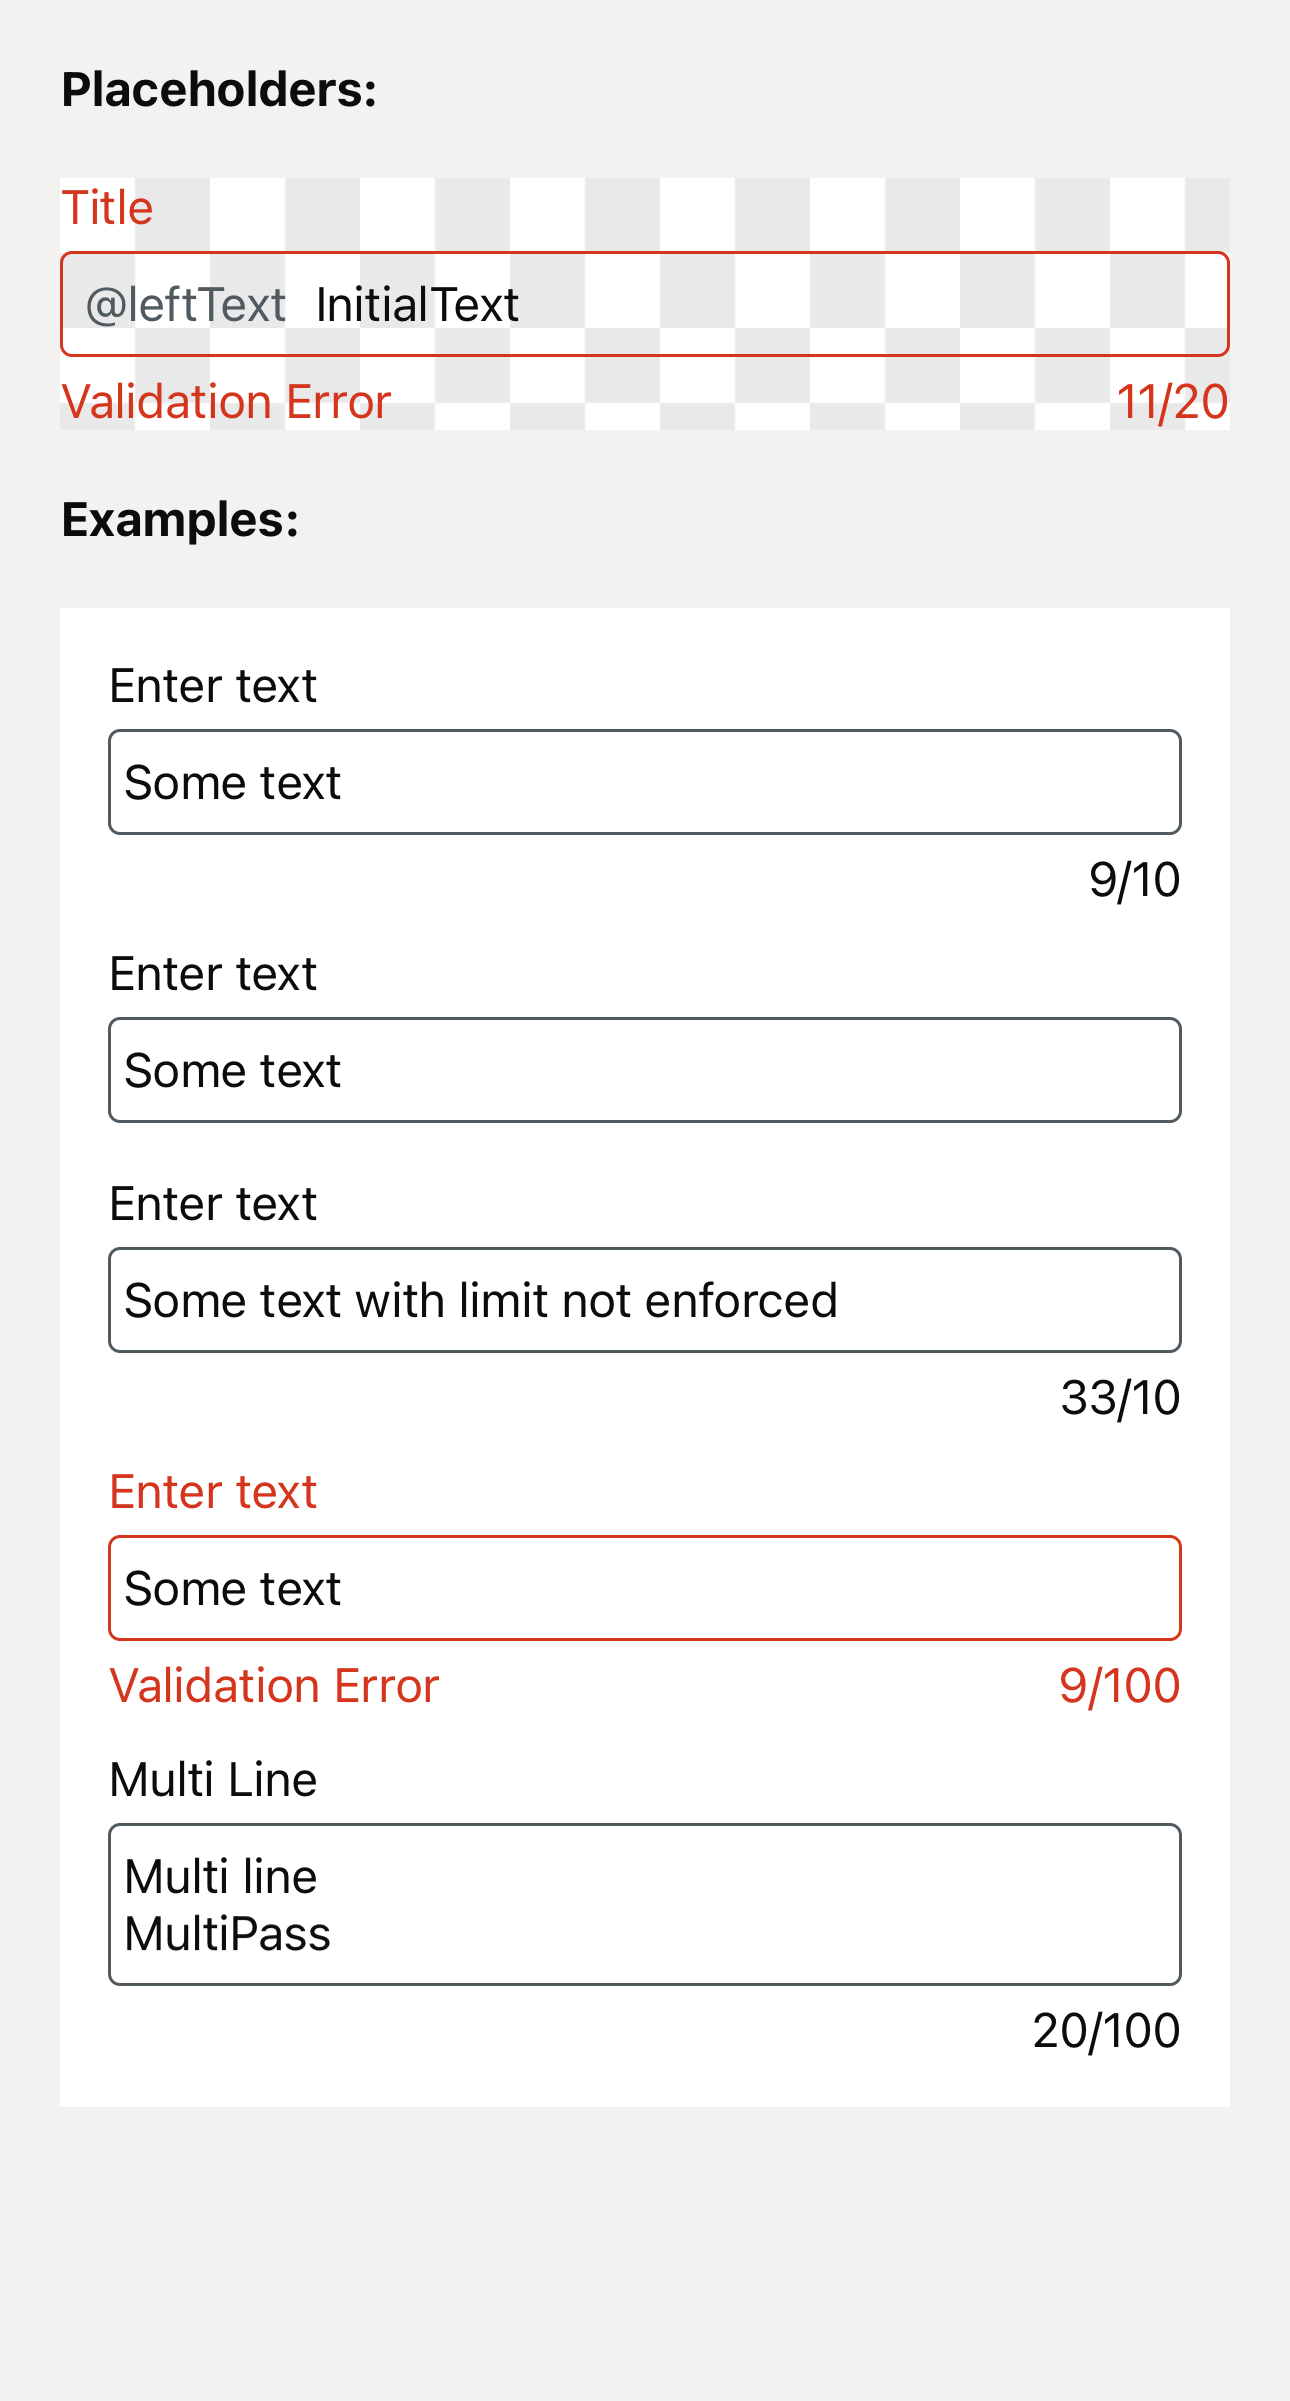 Placeholders:
Title
@leftText InitialText
Validation Error 11/20
Examples:
Enter text
Some text
9/10
Enter text
Some text
Enter text
Some text with limit not enforced
33/10
Enter text
Some text
Validation Error 9/100
Multi Line
Multi line
MultiPass
20/100